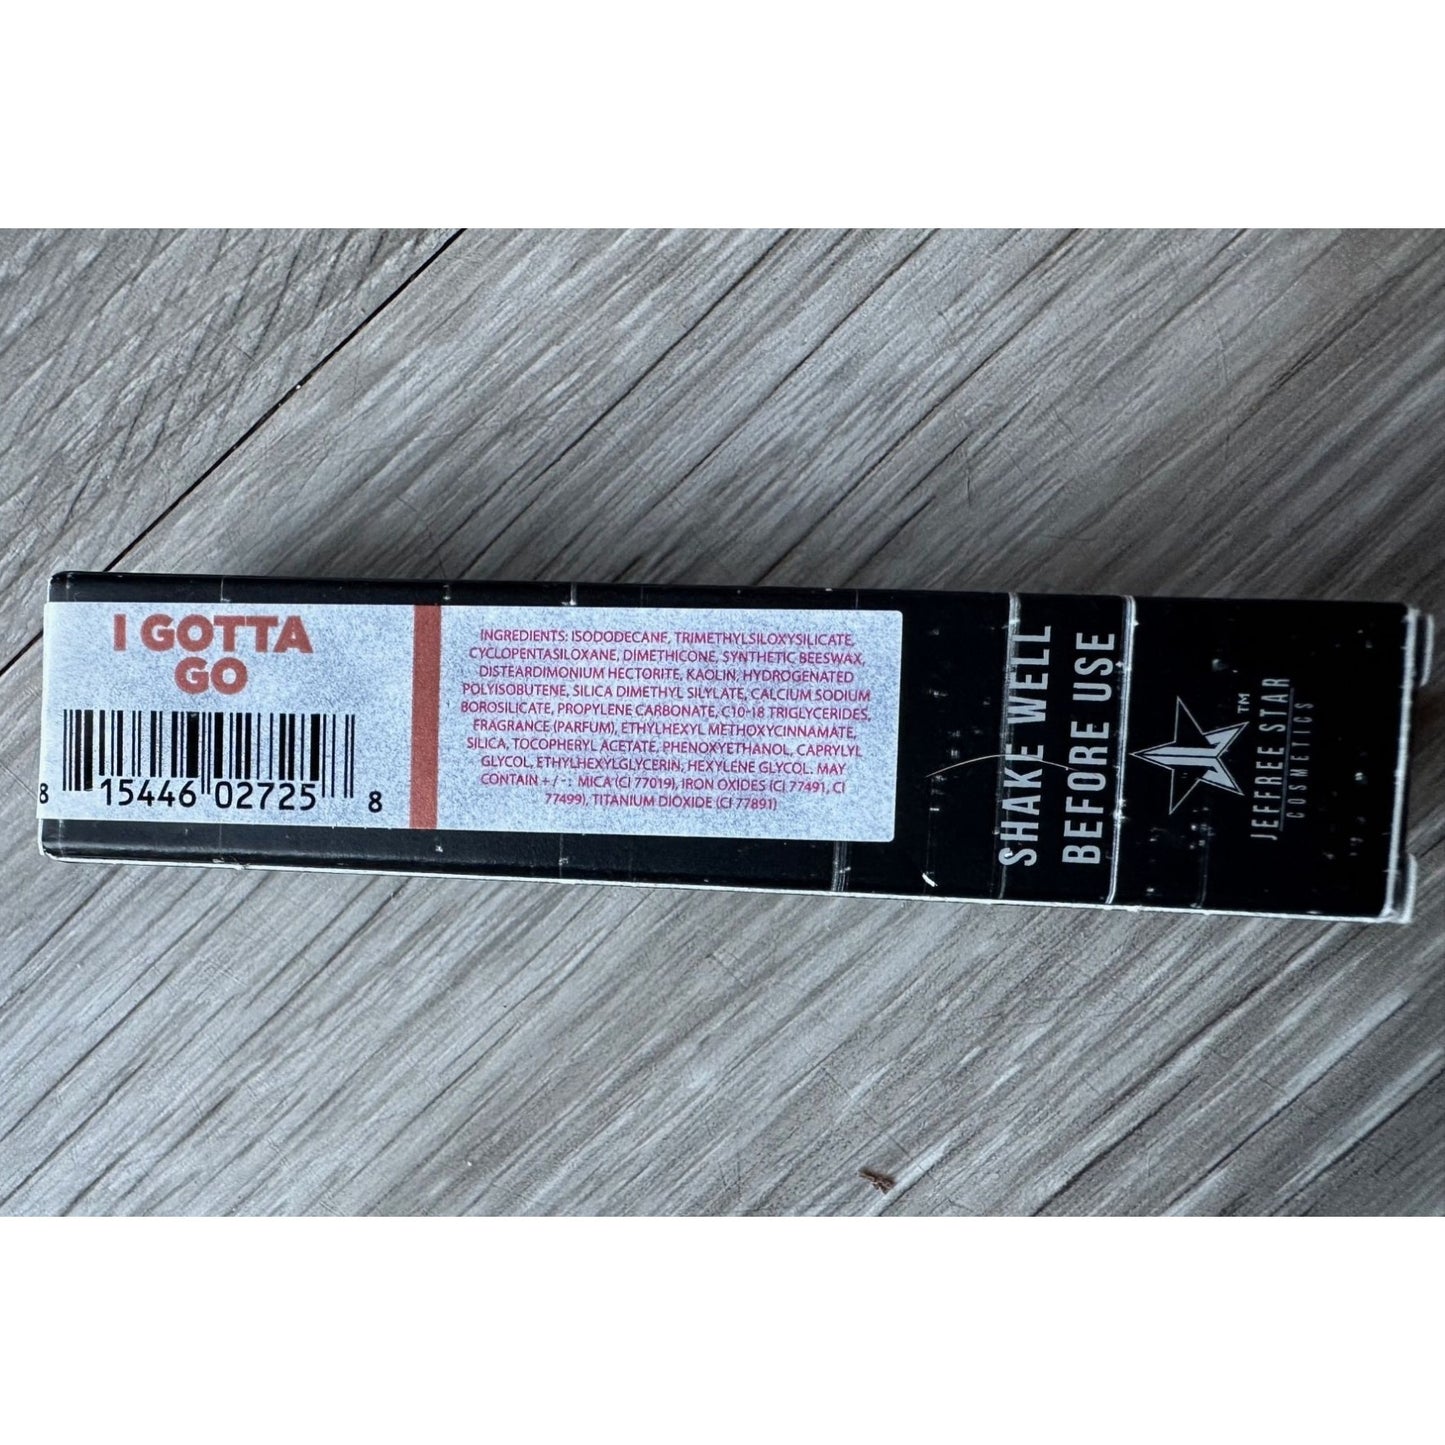 I GOTTA
GO
8 15446 02725 8
INGREDIENTS: ISODODECANE, TRIMETHYLSILOXYSILICATE,
CYCLOPENTASILOXANE, DIMETHICONE, SYNTHETIC BEESWAX,
DISTEARDIMONIUM HECTORITE, KAOLIN, HYDROGENATED
POLYISOBUTENE, SILICA DIMETHYL SILYLATE, CALCIUM SODIUM
BOROSILICATE, PROPYLENE CARBONATE, C10-18 TRIGLYCERIDES,
FRAGRANCE (PARFUM), ETHYLHEXYL METHOXYCINNAMATE,
SILICA, TOCOPHERYL ACETATE, PHENOXYETHANOL, CAPRYLYL
GLYCOL, ETHYLHEXYLGLYCERIN, HEXYLENE GLYCOL. MAY
CONTAIN + / - : MICA (CI 77019), IRON OXIDES (CI 77491, CI
77499), TITANIUM DIOXIDE (CI 77891)
SHAKE WELL
BEFORE USE
TM
JEFFREE STAR
COSMETICS